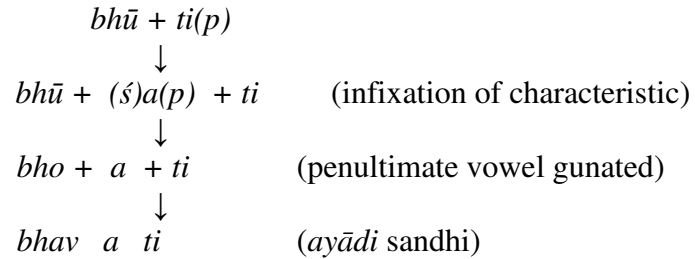 bhū + ti(p)
↓
bhū + (ś)a(p) + ti (infixation of characteristic)
↓
bho + a + ti (penultimate vowel gunated)
↓
bhav a ti (ayādi sandhi)